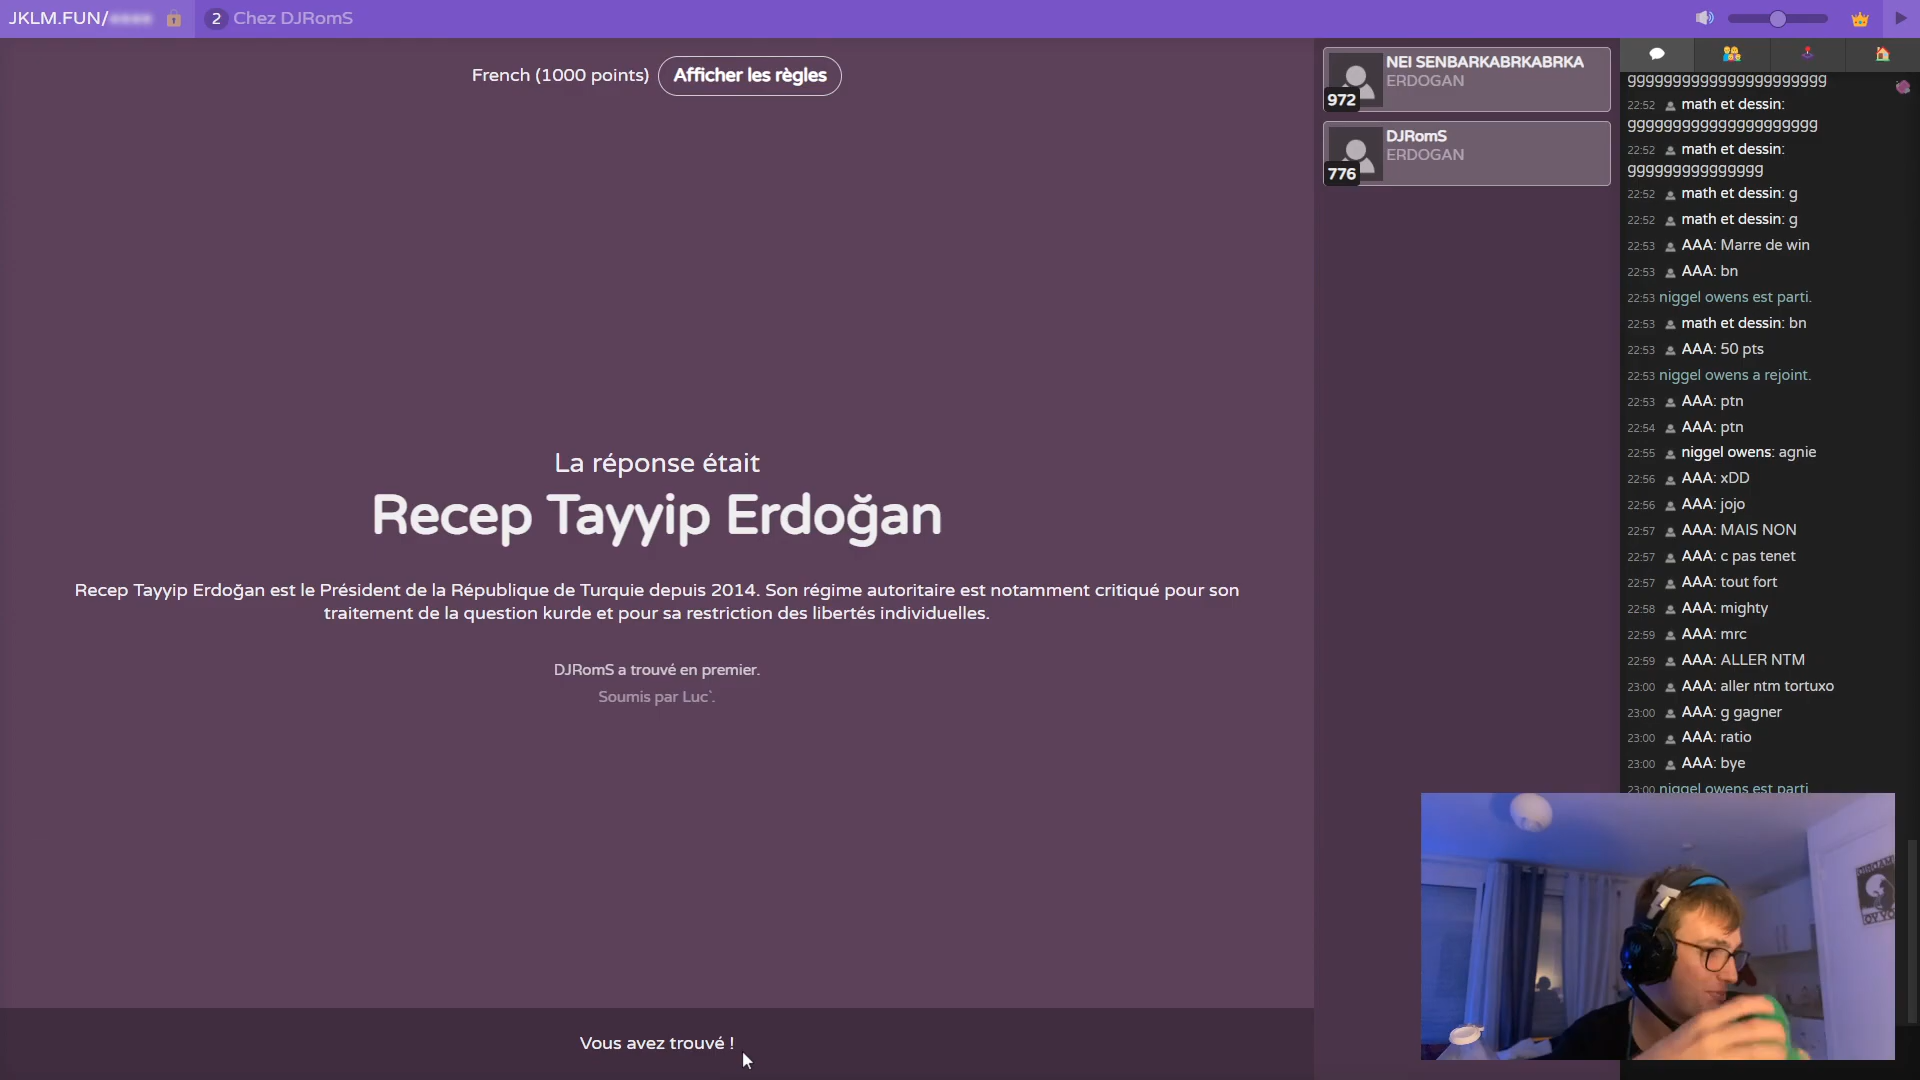 JKLM.FUN/
2 Chez DJRomS
French (1000 points) Afficher les règles
La réponse était
Recep Tayyip Erdoğan
Recep Tayyip Erdoğan est le Président de la République de Turquie depuis 2014. Son régime autoritaire est notamment critiqué pour son
traitement de la question kurde et pour sa restriction des libertés individuelles.
DJRomS a trouvé en premier.
Soumis par Luc`.
Vous avez trouvé !
NEI SENBARKABRKABRKA
ERDOGAN
972
DJRomS
ERDOGAN
776
gggggggggggggggggggggg
22:52 math et dessin:
ggggggggggggggggggggg
22:52 math et dessin:
ggggggggggggggg
22:52 math et dessin: g
22:52 math et dessin: g
22:53 AAA: Marre de win
22:53 AAA: bn
22:53 niggel owens est parti.
22:53 math et dessin: bn
22:53 AAA: 50 pts
22:53 niggel owens a rejoint.
22:53 AAA: ptn
22:54 AAA: ptn
22:55 niggel owens: agnie
22:56 AAA: xDD
22:56 AAA: jojo
22:57 AAA: MAIS NON
22:57 AAA: c pas tenet
22:57 AAA: tout fort
22:58 AAA: mighty
22:59 AAA: mrc
22:59 AAA: ALLER NTM
23:00 AAA: aller ntm tortuxo
23:00 AAA: g gagner
23:00 AAA: ratio
23:00 AAA: bye
23:00 niggel owens est parti